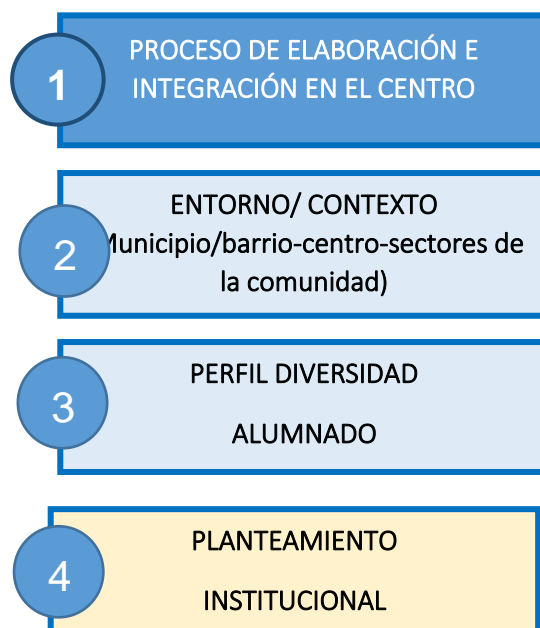 1
PROCESO DE ELABORACIÓN E
INTEGRACIÓN EN EL CENTRO
2
ENTORNO/ CONTEXTO
Municipio/barrio-centro-sectores de
la comunidad)
3
PERFIL DIVERSIDAD
ALUMNADO
4
PLANTEAMIENTO
INSTITUCIONAL